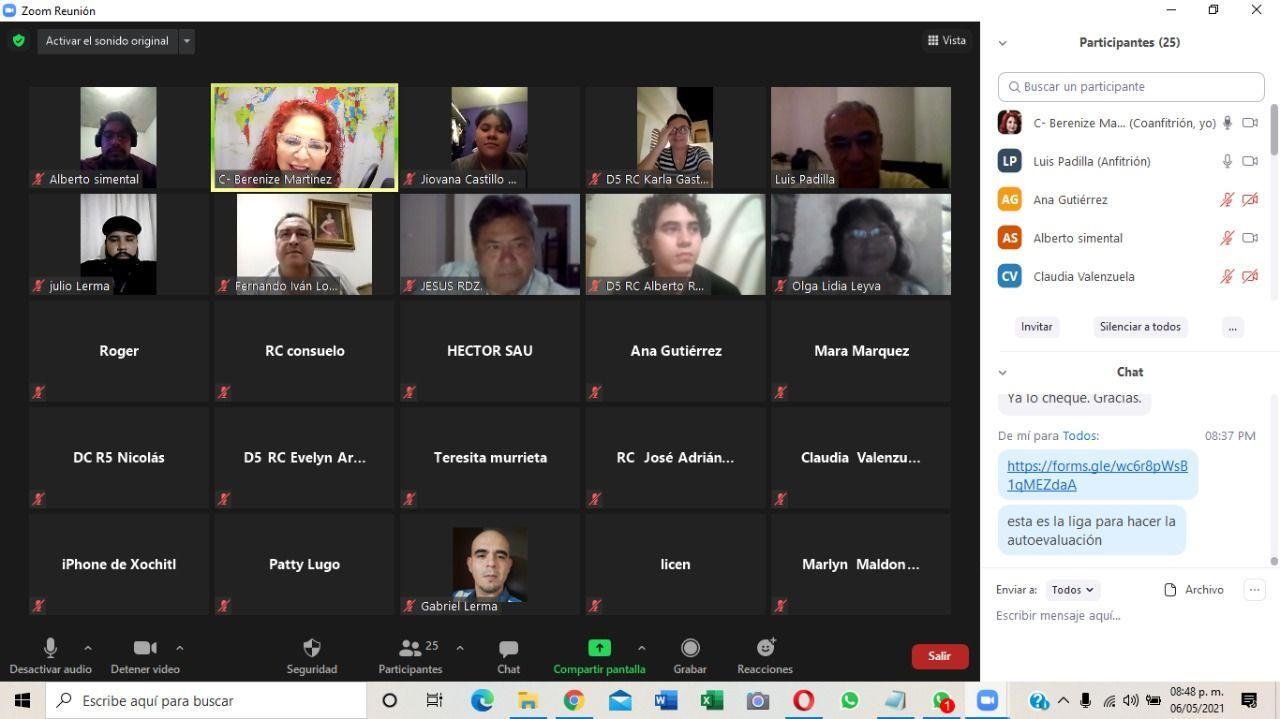 Zoom Reunión
Activar el sonido original
Vista
Alberto simental
C- Berenize Martinez
Jiovana Castillo ...
D5 RC Karla Gast...
Luis Padilla
julio Lerma
Fernando Iván Lo...
JESUS RDZ.
D5 RC Alberto R...
Olga Lidia Leyva
Roger
RC consuelo
HECTOR SAU
Ana Gutiérrez
Mara Marquez
DC R5 Nicolás
D5 RC Evelyn Ar...
Teresita murrieta
RC José Adrián...
Claudia Valenzu...
iPhone de Xochitl
Patty Lugo
Gabriel Lerma
licen
Marlyn Maldon...
Desactivar audio
Detener video
Seguridad
25
Participantes
Chat
Compartir pantalla
Grabar
Reacciones
Salir
Participantes (25)
Buscar un participante
C- Berenize Ma... (Coanfitrión, yo)
LP Luis Padilla (Anfitrión)
AG Ana Gutiérrez
AS Alberto simental
CV Claudia Valenzuela
Invitar Silenciar a todos ...
Chat
Ya lo cheque. Gracias.
De mí para Todos: 08:37 PM
https://forms.gle/wc6r8pWsB
1qMEZdaA
esta es la liga para hacer la
autoevaluación
Enviar a: Todos Archivo ...
Escribir mensaje aquí...
Escribe aquí para buscar
1
08:48 p. m.
06/05/2021